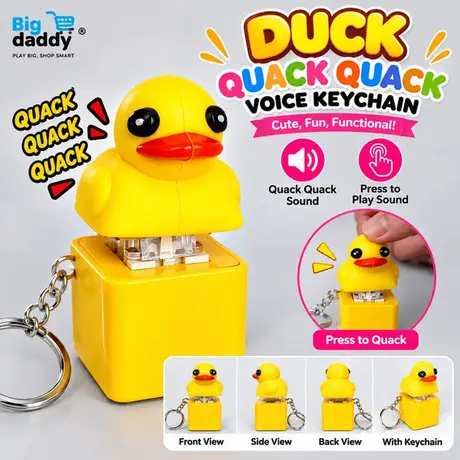 Big
daddy®
PLAY BIG, SHOP SMART
DUCK
QUACK QUACK
VOICE KEYCHAIN
Cute, Fun, Functional!
QUACK
QUACK
QUACK
Quack Quack
Sound
Press to
Play Sound
Press to Quack
Front View
Side View
Back View
With Keychain